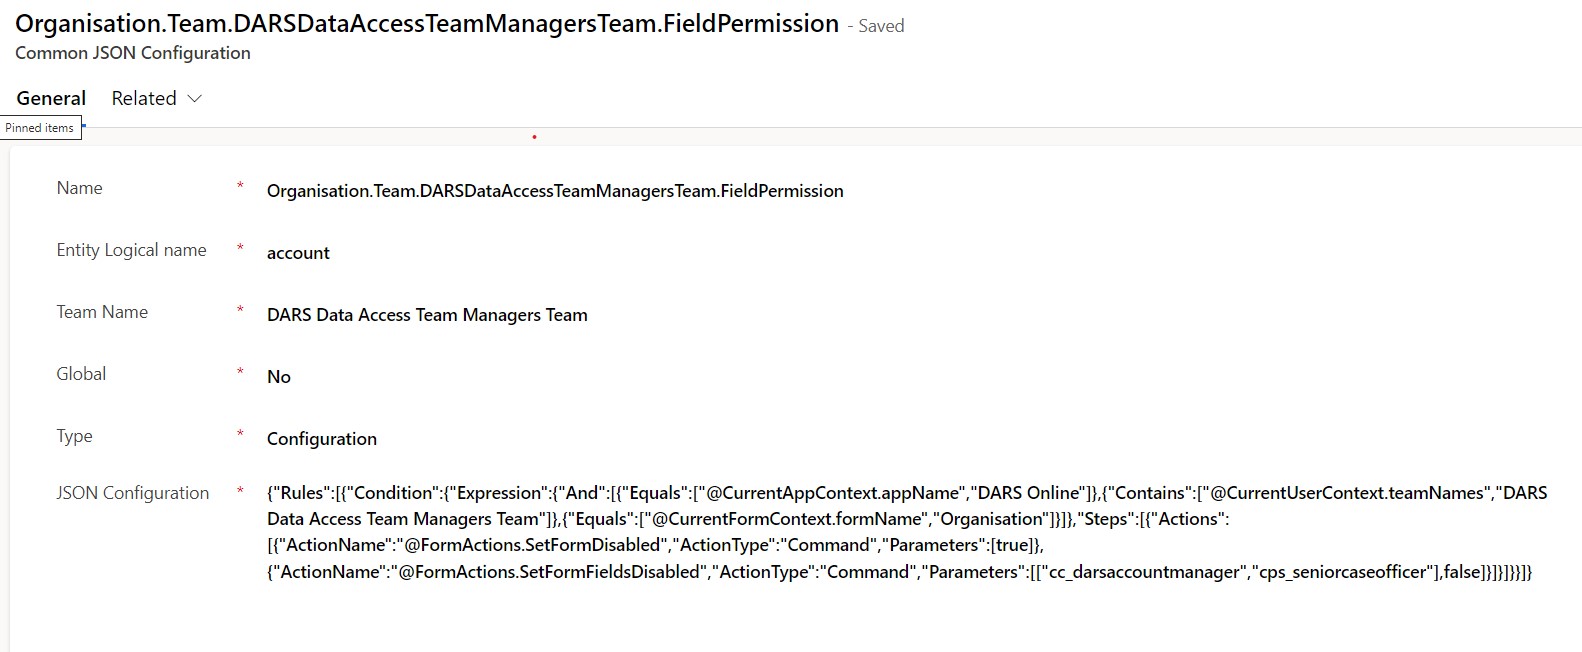 Organisation.Team.DARSDataAccessTeamManagersTeam.FieldPermission - Saved
Common JSON Configuration
General Related
Pinned items
Name * Organisation.Team.DARSDataAccessTeamManagersTeam.FieldPermission
Entity Logical name * account
Team Name * DARS Data Access Team Managers Team
Global * No
Type * Configuration
JSON Configuration * {"Rules":[{"Condition":{"Expression":{"And":[{"Equals":["@CurrentAppContext.appName","DARS Online"]},{"Contains":["@CurrentUserContext.teamNames","DARS
Data Access Team Managers Team"]},{"Equals":["@CurrentFormContext.formName","Organisation"]}]},"Steps":[{"Actions":
[{"ActionName":"@FormActions.SetFormDisabled","ActionType":"Command","Parameters":[true]},
{"ActionName":"@FormActions.SetFormFieldsDisabled","ActionType":"Command","Parameters":[["cc_darsaccountmanager","cps_seniorcaseofficer"],false]}]}]}}]}